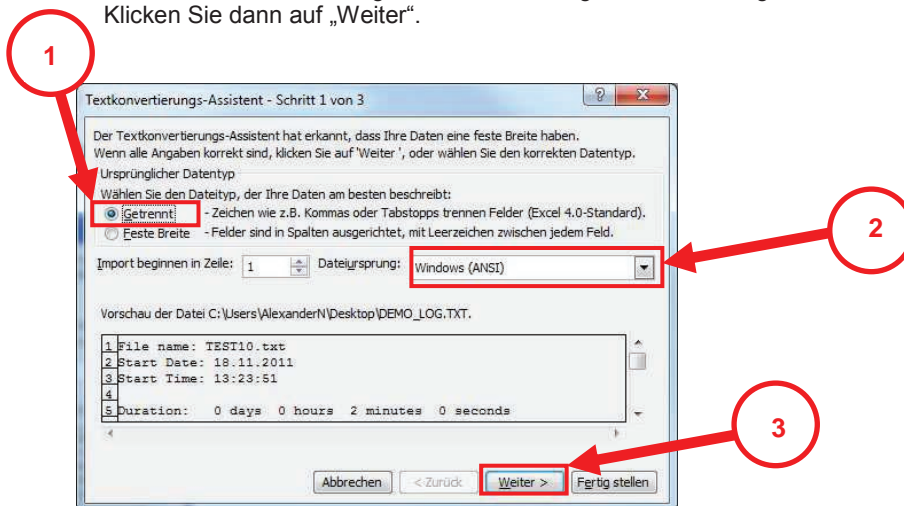 Klicken Sie dann auf „Weiter“.
1
Textkonvertierungs-Assistent - Schritt 1 von 3
Der Textkonvertierungs-Assistent hat erkannt, dass Ihre Daten eine feste Breite haben.
Wenn alle Angaben korrekt sind, klicken Sie auf 'Weiter ', oder wählen Sie den korrekten Datentyp.
Ursprünglicher Datentyp
Wählen Sie den Dateityp, der Ihre Daten am besten beschreibt:
Getrennt - Zeichen wie z.B. Kommas oder Tabstopps trennen Felder (Excel 4.0-Standard).
Feste Breite - Felder sind in Spalten ausgerichtet, mit Leerzeichen zwischen jedem Feld.
2
Import beginnen in Zeile: 1 Dateiursprung: Windows (ANSI)
Vorschau der Datei C:\Users\AlexanderN\Desktop\DEMO_LOG.TXT.
1 File name: TEST10.txt
2 Start Date: 18.11.2011
3 Start Time: 13:23:51
4
5 Duration: 0 days 0 hours 2 minutes 0 seconds
3
Abbrechen < Zurück Weiter > Fertig stellen